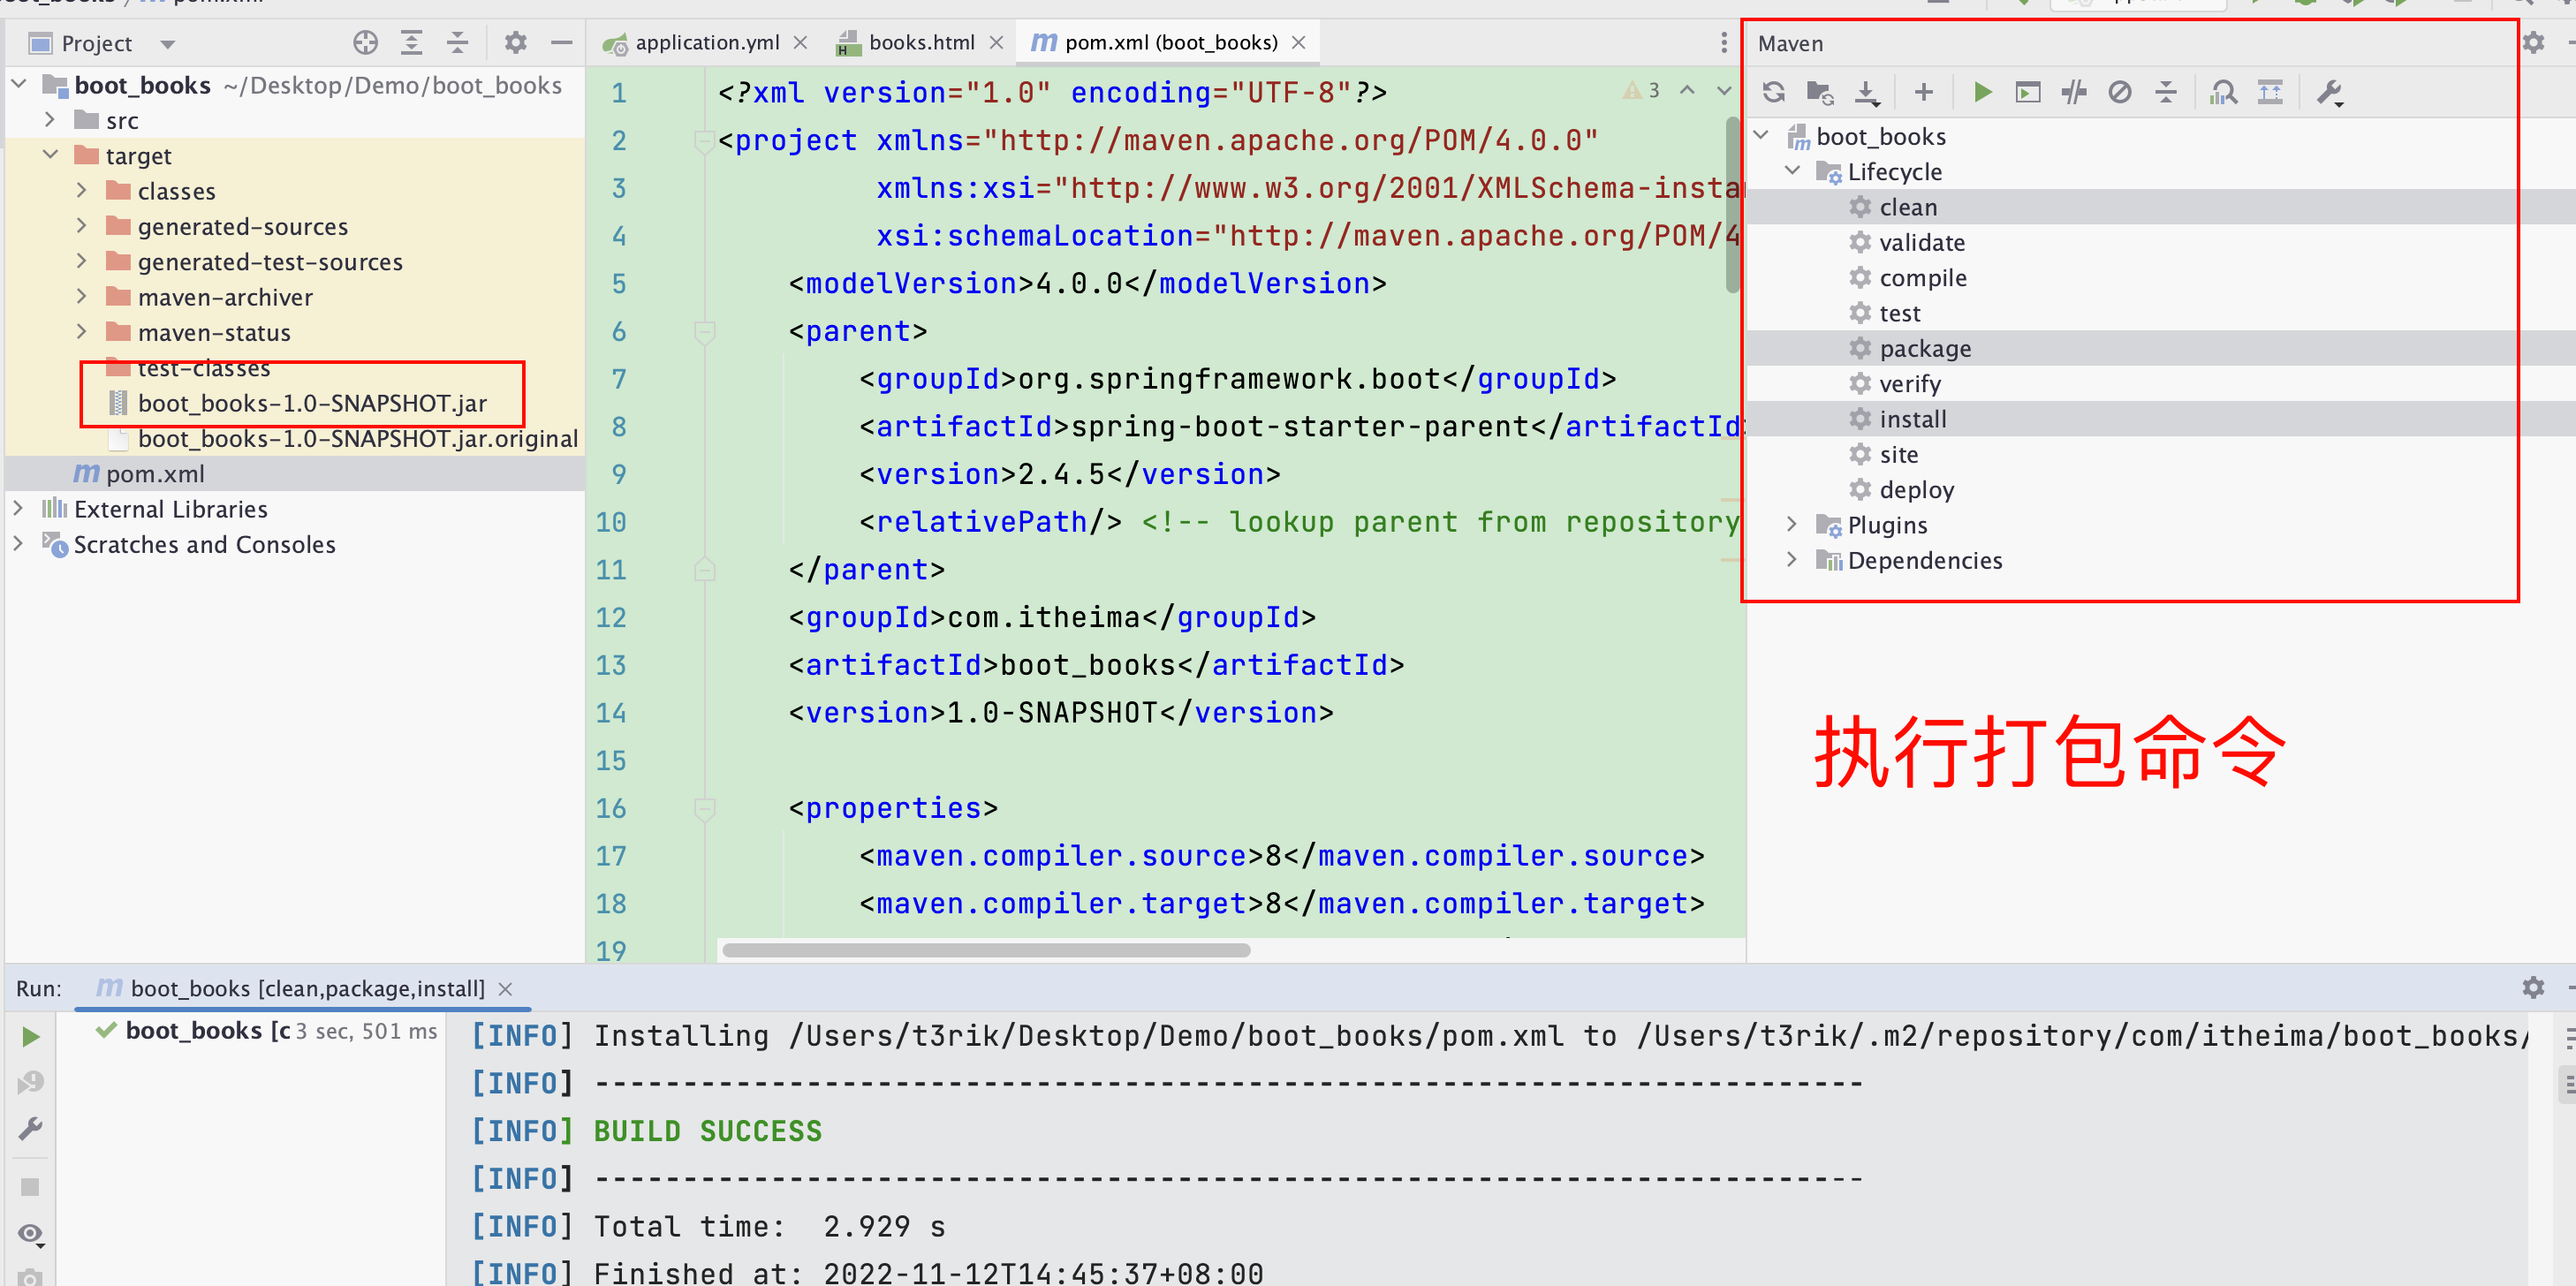 Project
boot_books ~/Desktop/Demo/boot_books
src
target
classes
generated-sources
generated-test-sources
maven-archiver
maven-status
test-classes
boot_books-1.0-SNAPSHOT.jar
boot_books-1.0-SNAPSHOT.jar.original
pom.xml
External Libraries
Scratches and Consoles
application.yml
books.html
pom.xml (boot_books)
3
1 <?xml version="1.0" encoding="UTF-8"?>
2 <project xmlns="http://maven.apache.org/POM/4.0.0"
3 xmlns:xsi="http://www.w3.org/2001/XMLSchema-insta
4 xsi:schemaLocation="http://maven.apache.org/POM/4
5 <modelVersion>4.0.0</modelVersion>
6 <parent>
7 <groupId>org.springframework.boot</groupId>
8 <artifactId>spring-boot-starter-parent</artifactId>
9 <version>2.4.5</version>
10 <relativePath/> <!-- lookup parent from repository
11 </parent>
12 <groupId>com.itheima</groupId>
13 <artifactId>boot_books</artifactId>
14 <version>1.0-SNAPSHOT</version>
15
16 <properties>
17 <maven.compiler.source>8</maven.compiler.source>
18 <maven.compiler.target>8</maven.compiler.target>
19
Maven
boot_books
Lifecycle
clean
validate
compile
test
package
verify
install
site
deploy
Plugins
Dependencies
执行打包命令
Run: boot_books [clean,package,install]
boot_books [c 3 sec, 501 ms
[INFO] Installing /Users/t3rik/Desktop/Demo/boot_books/pom.xml to /Users/t3rik/.m2/repository/com/itheima/boot_books/
[INFO] ------------------------------------------------------------------------
[INFO] BUILD SUCCESS
[INFO] ------------------------------------------------------------------------
[INFO] Total time: 2.929 s
[INFO] Finished at: 2022-11-12T14:45:37+08:00